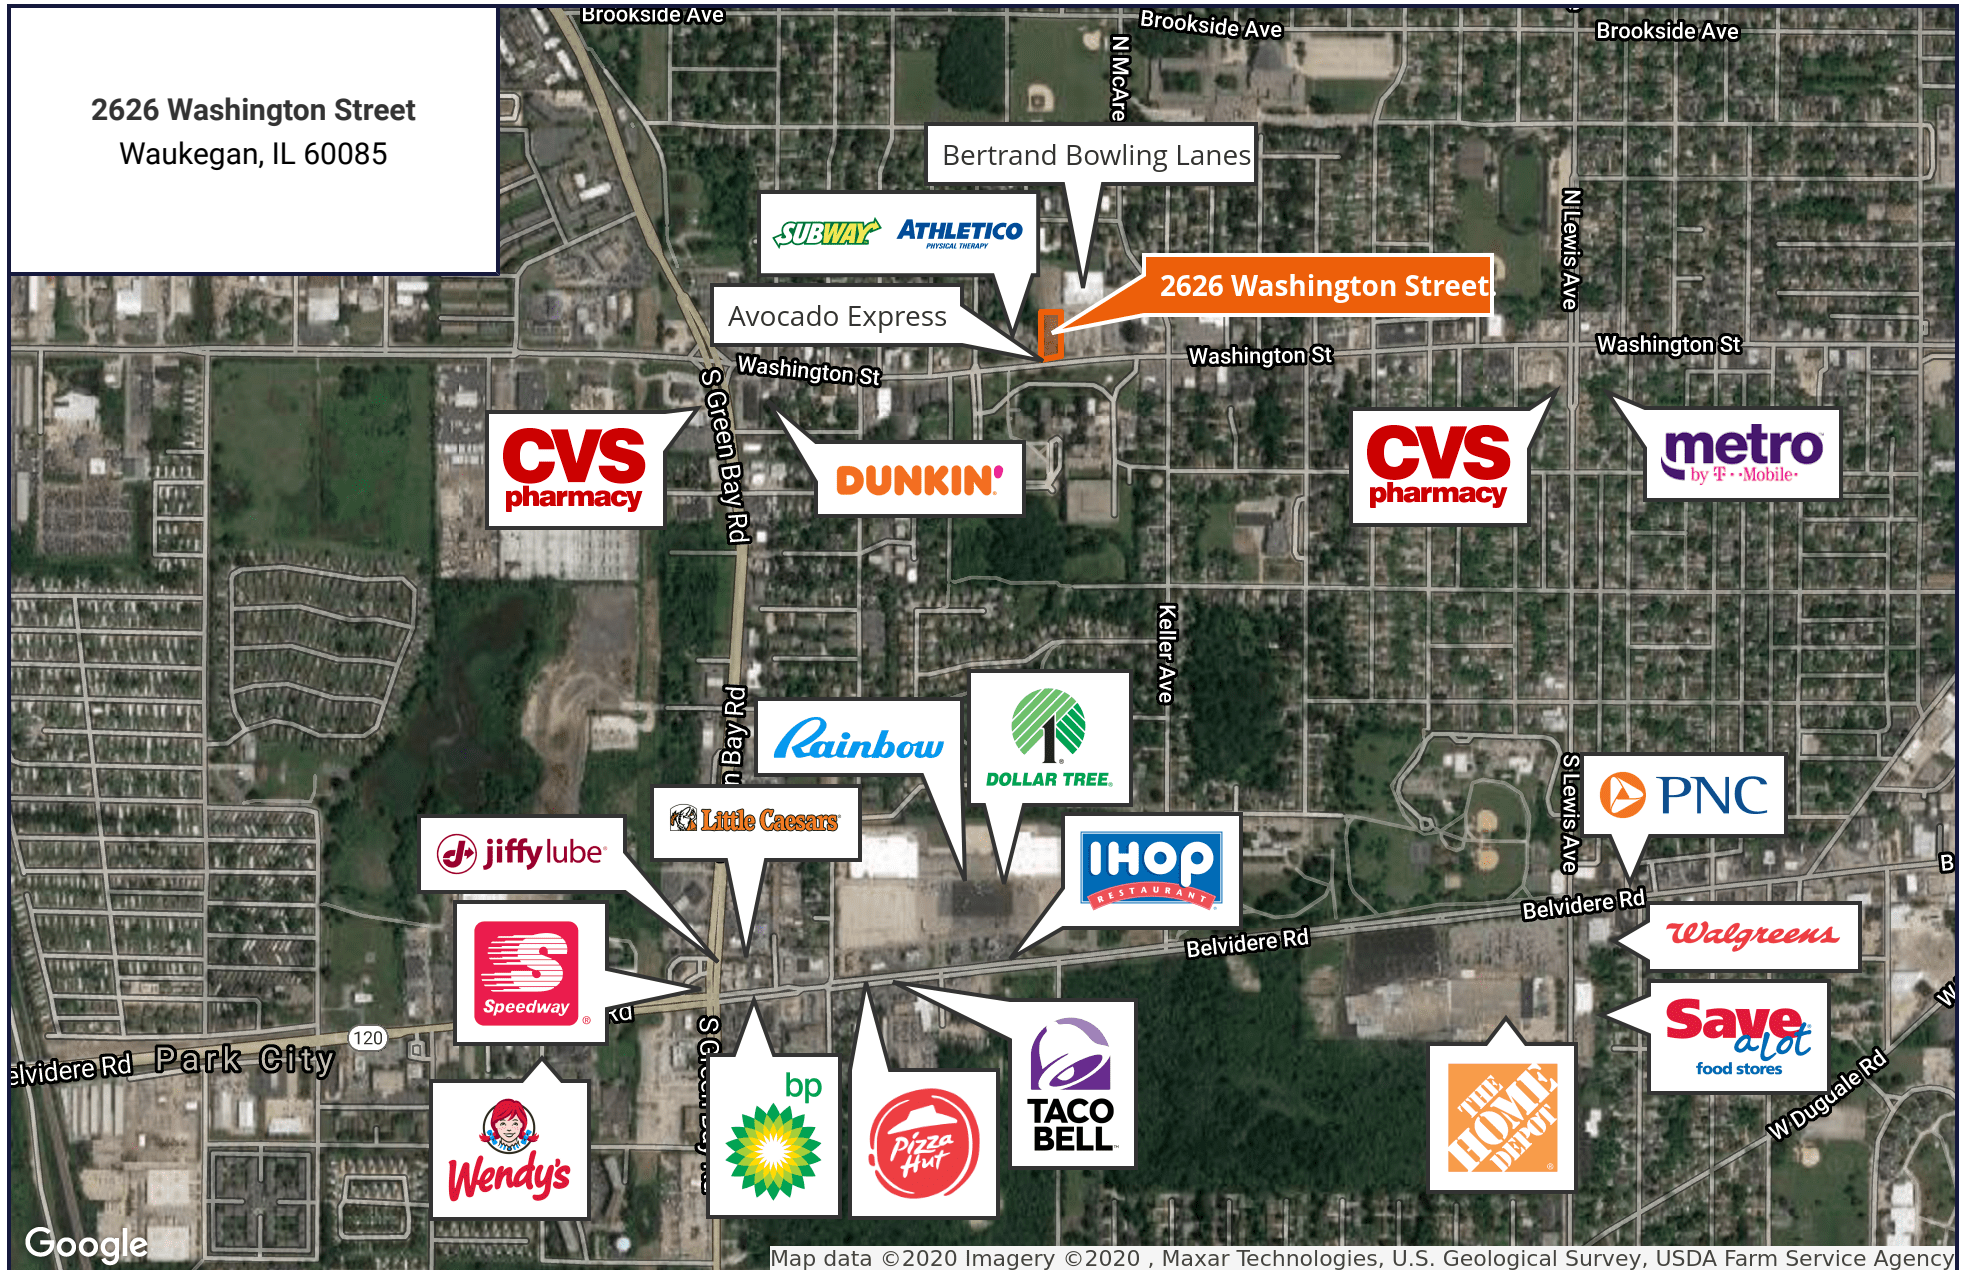 Brookside Ave
Brookside Ave
Brookside Ave
2626 Washington Street
Waukegan, IL 60085
N McAre
Bertrand Bowling Lanes
SUBWAY
ATHLETICO
PHYSICAL THERAPY
N Lewis Ave
2626 Washington Street.
Avocado Express
Washington St
Washington St
Washington St
S Green Bay Rd
CVS
pharmacy
DUNKIN'
CVS
pharmacy
metro
by T-Mobile
Keller Ave
n Bay Rd
Rainbow
1
DOLLAR TREE
Little Caesars
jiffylube
IHOP
RESTAURANT
S Lewis Ave
PNC
B
Belvidere Rd
Belvidere Rd
Walgreens
S
Speedway
Rd
120
Park City
elvidere Rd
Save
a lot
food stores
W
W Duguale Rd
bp
Pizza
Hut
TACO
BELL
THE
HOME
DEPOT
Wendy's
Google
Map data ©2020 Imagery ©2020 , Maxar Technologies, U.S. Geological Survey, USDA Farm Service Agency